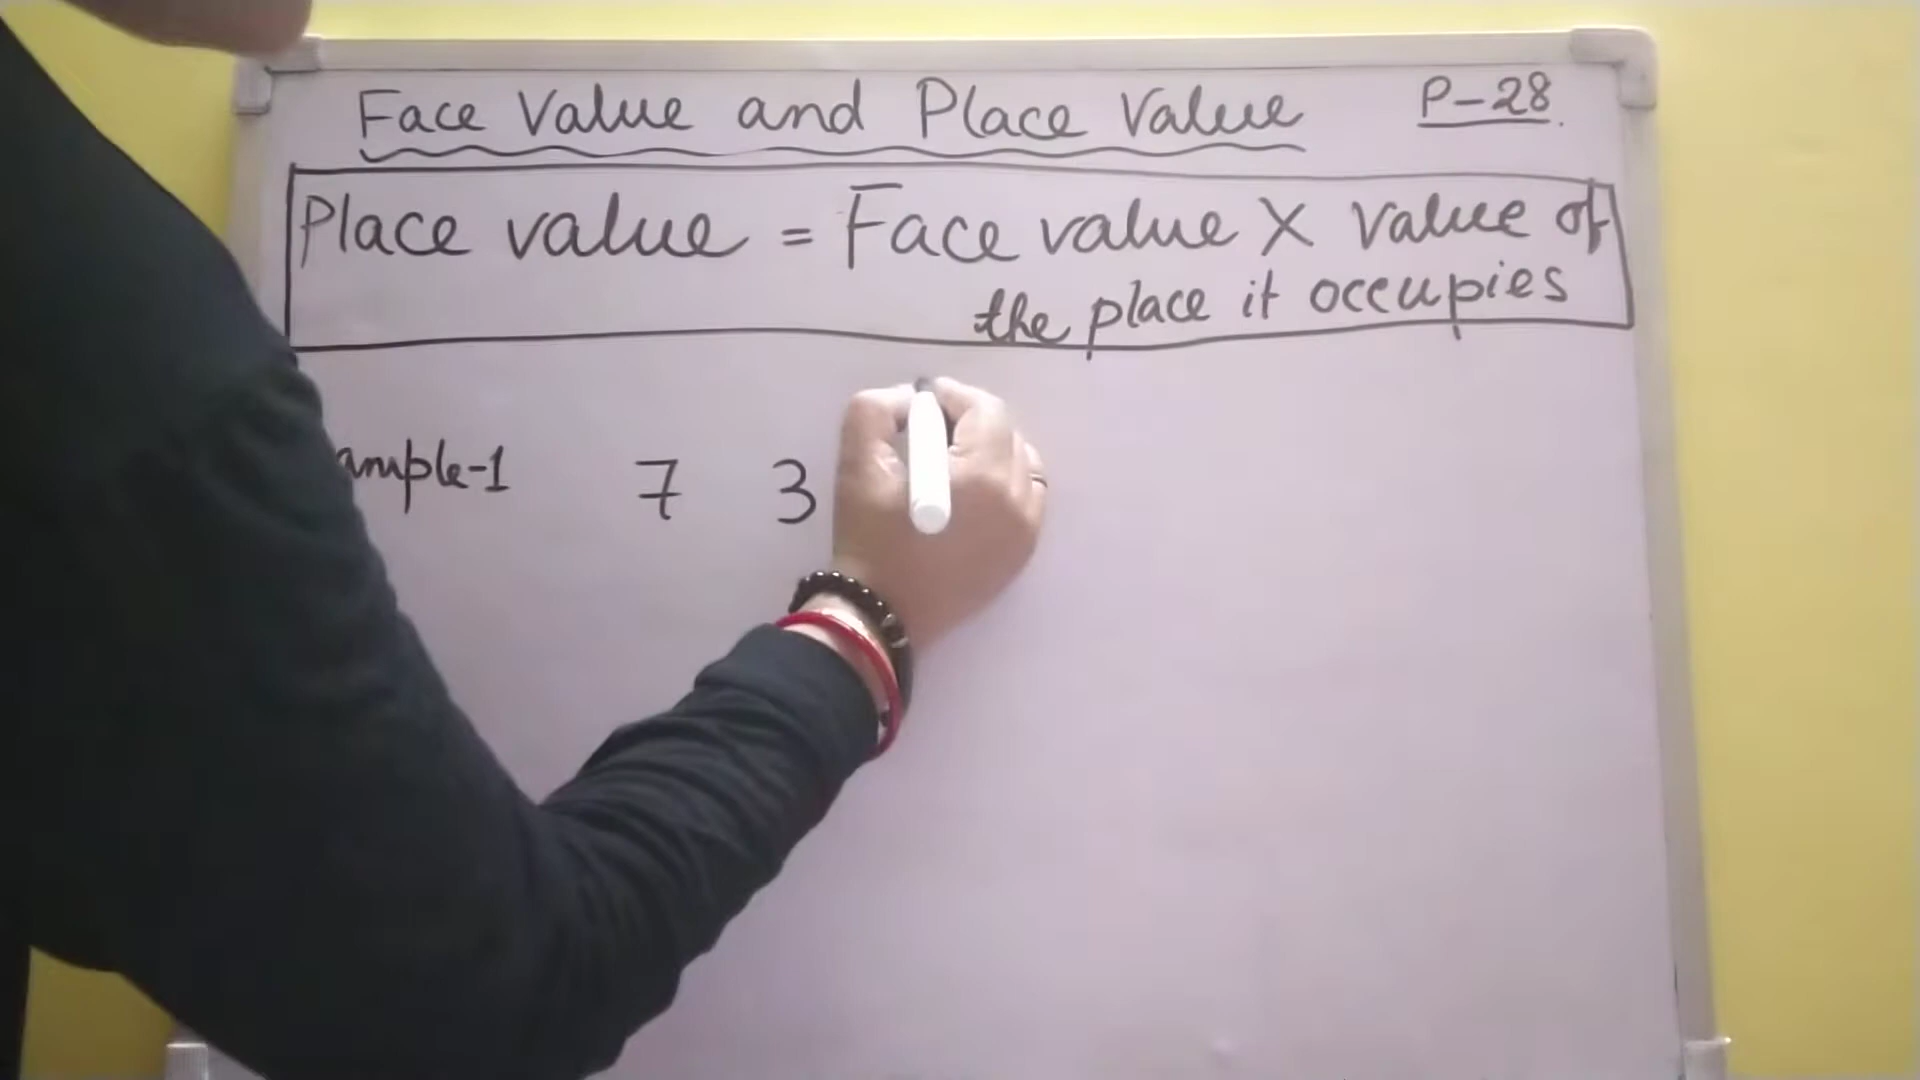 Face Value and Place Value P-28.
Place value = Face value X value of
the place it occupies
ample-1 7 3